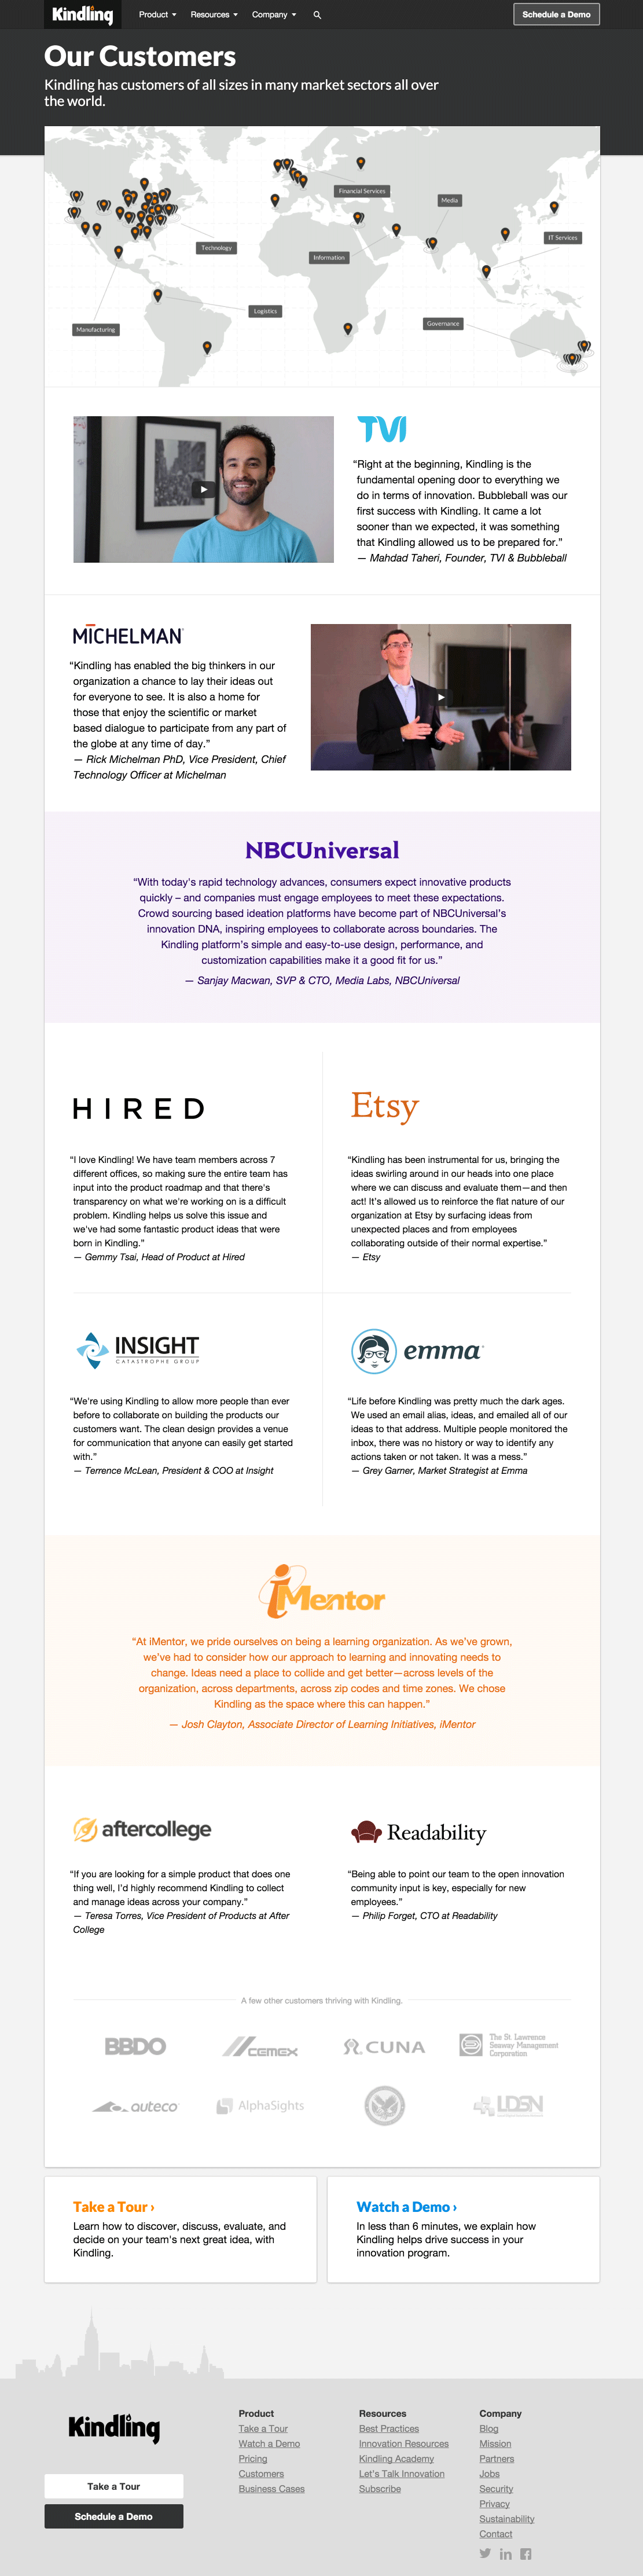 Kindling
Product
Resources
Company
Schedule a Demo
Our Customers
Kindling has customers of all sizes in many market sectors all over
the world.
Financial Services
Media
IT Services
Technology
Information
Logistics
Governance
Manufacturing
TVI
“Right at the beginning, Kindling is the
fundamental opening door to everything we
do in terms of innovation. Bubbleball was our
first success with Kindling. It came a lot
sooner than we expected, it was something
that Kindling allowed us to be prepared for.”
— Mahdad Taheri, Founder, TVI & Bubbleball
MICHELMAN
“Kindling has enabled the big thinkers in our
organization a chance to lay their ideas out
for everyone to see. It is also a home for
those that enjoy the scientific or market
based dialogue to participate from any part of
the globe at any time of day.”
— Rick Michelman PhD, Vice President, Chief
Technology Officer at Michelman
NBCUniversal
“With today's rapid technology advances, consumers expect innovative products
quickly – and companies must engage employees to meet these expectations.
Crowd sourcing based ideation platforms have become part of NBCUniversal’s
innovation DNA, inspiring employees to collaborate across boundaries. The
Kindling platform’s simple and easy-to-use design, performance, and
customization capabilities make it a good fit for us.”
— Sanjay Macwan, SVP & CTO, Media Labs, NBCUniversal
HIRED
“I love Kindling! We have team members across 7
different offices, so making sure the entire team has
input into the product roadmap and that there's
transparency on what we're working on is a difficult
problem. Kindling helps us solve this issue and
we've had some fantastic product ideas that were
born in Kindling.”
— Gemmy Tsai, Head of Product at Hired
Etsy
“Kindling has been instrumental for us, bringing the
ideas swirling around in our heads into one place
where we can discuss and evaluate them—and then
act! It's allowed us to reinforce the flat nature of our
organization at Etsy by surfacing ideas from
unexpected places and from employees
collaborating outside of their normal expertise.”
— Etsy
INSIGHT
CATASTROPHE GROUP
“We're using Kindling to allow more people than ever
before to collaborate on building the products our
customers want. The clean design provides a venue
for communication that anyone can easily get started
with.”
— Terrence McLean, President & COO at Insight
emma
“Life before Kindling was pretty much the dark ages.
We used an email alias, ideas, and emailed all of our
ideas to that address. Multiple people monitored the
inbox, there was no history or way to identify any
actions taken or not taken. It was a mess.”
— Grey Garner, Market Strategist at Emma
iMentor
“At iMentor, we pride ourselves on being a learning organization. As we’ve grown,
we’ve had to consider how our approach to learning and innovating needs to
change. Ideas need a place to collide and get better—across levels of the
organization, across departments, across zip codes and time zones. We chose
Kindling as the space where this can happen.”
— Josh Clayton, Associate Director of Learning Initiatives, iMentor
aftercollege
“If you are looking for a simple product that does one
thing well, I'd highly recommend Kindling to collect
and manage ideas across your company.”
— Teresa Torres, Vice President of Products at After
College
Readability
“Being able to point our team to the open innovation
community input is key, especially for new
employees.”
— Philip Forget, CTO at Readability
A few other customers thriving with Kindling.
BBDO
CEMEX
CUNA
The St. Lawrence
Seaway Management
Corporation
auteco
AlphaSights
LDSN
Take a Tour ›
Learn how to discover, discuss, evaluate, and
decide on your team's next great idea, with
Kindling.
Watch a Demo ›
In less than 6 minutes, we explain how
Kindling helps drive success in your
innovation program.
Kindling
Take a Tour
Schedule a Demo
Product
Take a Tour
Watch a Demo
Pricing
Customers
Business Cases
Resources
Best Practices
Innovation Resources
Kindling Academy
Let's Talk Innovation
Subscribe
Company
Blog
Mission
Partners
Jobs
Security
Privacy
Sustainability
Contact